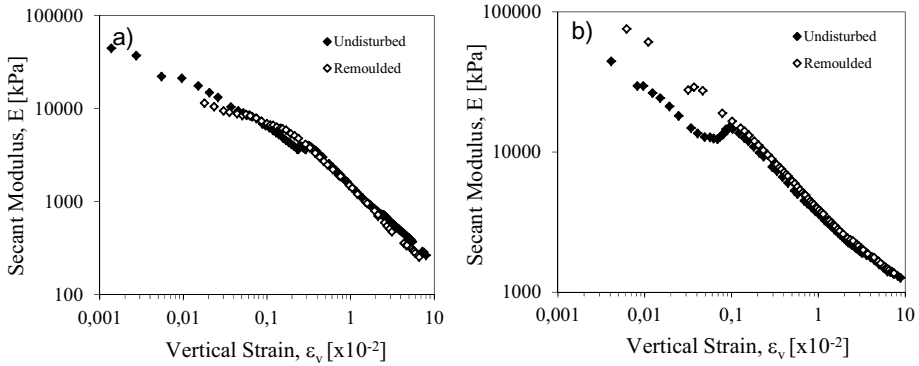 a)
Undisturbed
Remoulded
Secant Modulus, E [kPa]
100000
10000
1000
100
0,001
0,01
0,1
1
10
Vertical Strain, εv [x10-2]
b)
Undisturbed
Remoulded
Secant Modulus, E [kPa]
100000
10000
1000
0,001
0,01
0,1
1
10
Vertical Strain, εv [x10-2]